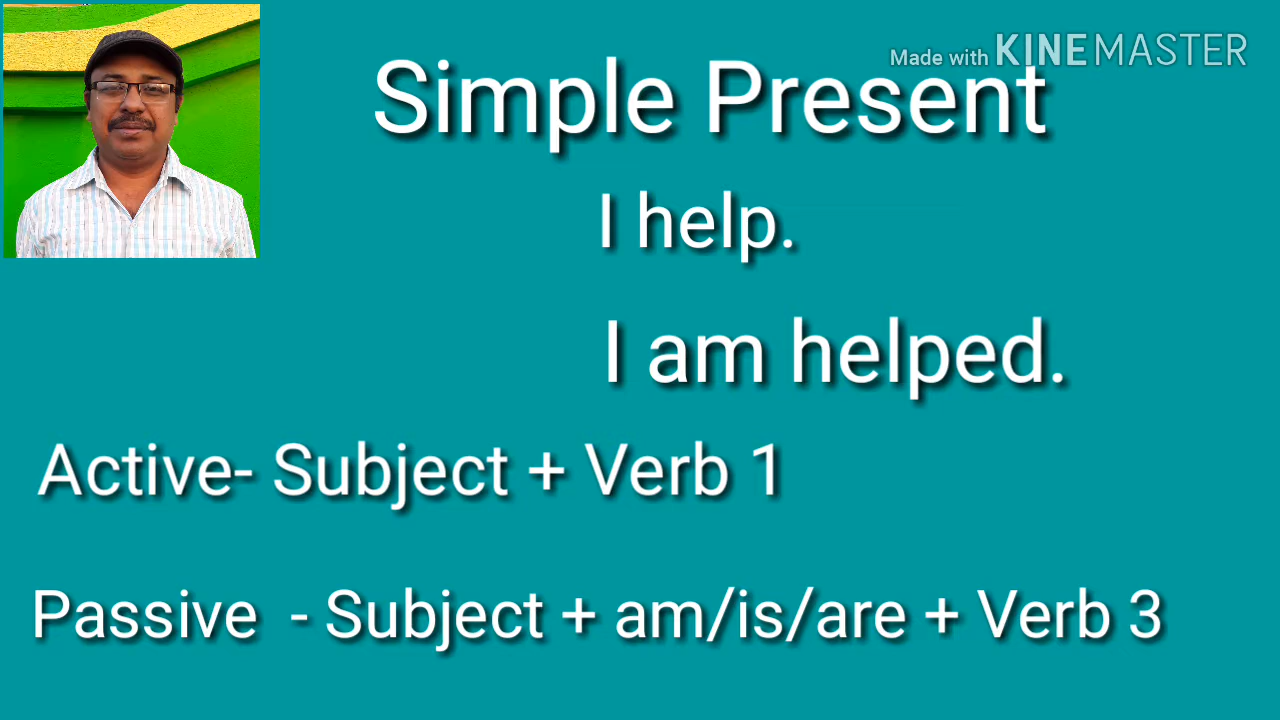 Made with KINEMASTER
Simple Present
I help.
I am helped.
Active- Subject + Verb 1
Passive - Subject + am/is/are + Verb 3